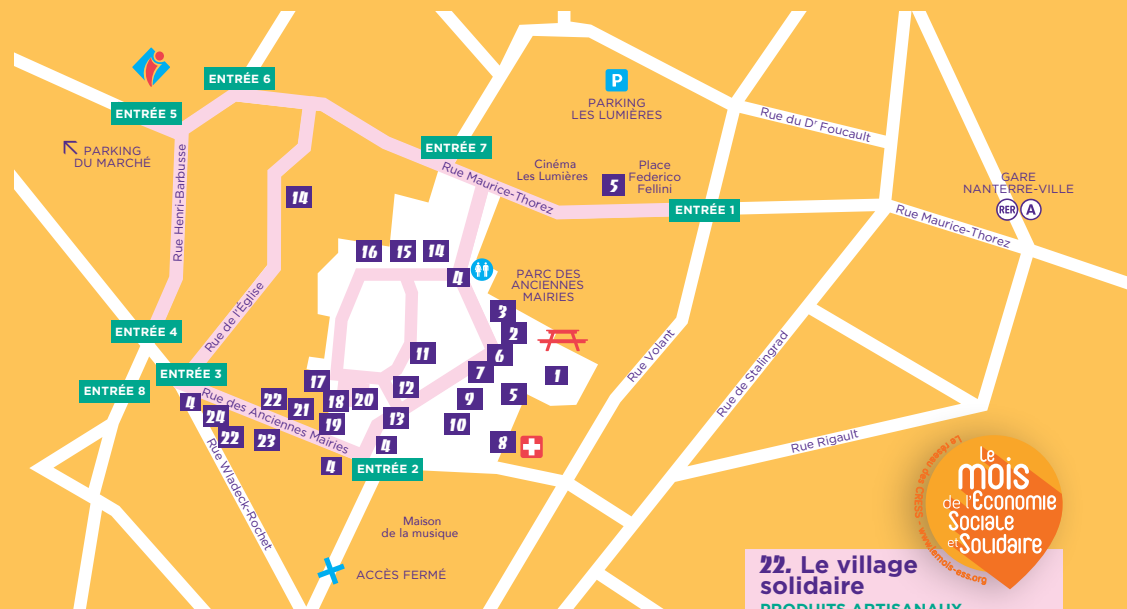 ENTRÉE 6
ENTRÉE 5
P
PARKING
LES LUMIÈRES
Rue du Dr Foucault
PARKING
DU MARCHÉ
ENTRÉE 7
Rue Henri-Barbusse
Rue Maurice-Thorez
Cinéma
Les Lumières
5
Place
Federico
Fellini
ENTRÉE 1
GARE
NANTERRE-VILLE
RER A
Rue Maurice-Thorez
14
16
15
14
4
PARC DES
ANCIENNES
MAIRIES
Rue de l'Église
3
2
6
1
7
5
9
10
8
11
12
13
4
ENTRÉE 4
ENTRÉE 3
ENTRÉE 8
Rue des Anciennes Mairies
17
18
20
19
22
21
4
24
22
23
4
ENTRÉE 2
Rue Wladeck-Rochet
Rue Volant
Rue de Stalingrad
Rue Rigault
Maison
de la musique
ACCÈS FERMÉ
Le réseau des CRESS - www.lemois-ess.org
Le
mois
de l'Économie
Sociale
et Solidaire
22. Le village
solidaire
PRODUITS ARTISANAUX